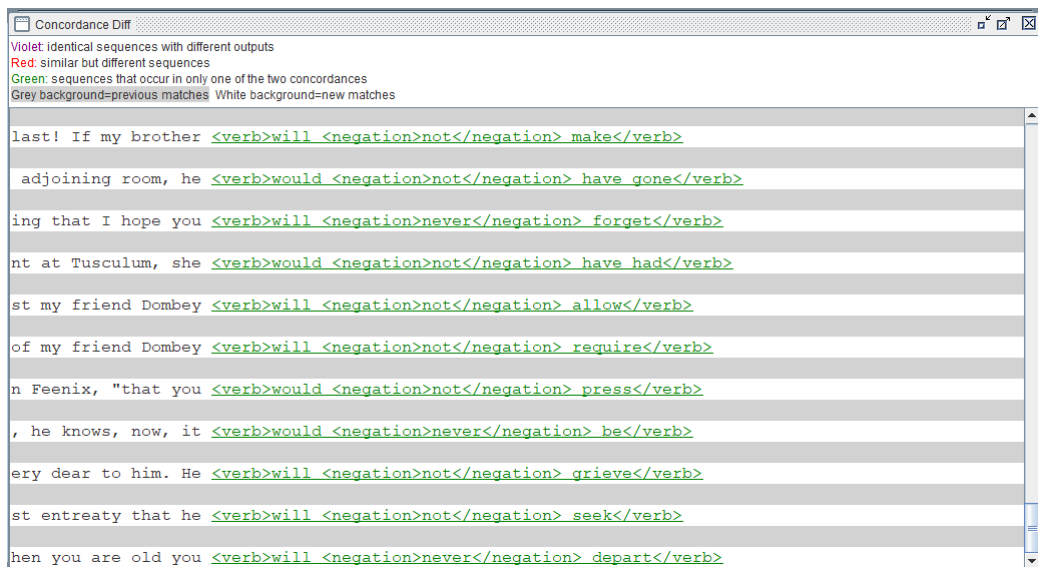 Concordance Diff
Violet: identical sequences with different outputs
Red: similar but different sequences
Green: sequences that occur in only one of the two concordances
Grey background=previous matches White background=new matches
last! If my brother <verb>will <negation>not</negation> make</verb>
adjoining room, he <verb>would <negation>not</negation> have gone</verb>
ing that I hope you <verb>will <negation>never</negation> forget</verb>
nt at Tusculum, she <verb>would <negation>not</negation> have had</verb>
st my friend Dombey <verb>will <negation>not</negation> allow</verb>
of my friend Dombey <verb>will <negation>not</negation> require</verb>
n Feenix, "that you <verb>would <negation>not</negation> press</verb>
, he knows, now, it <verb>would <negation>never</negation> be</verb>
ery dear to him. He <verb>will <negation>not</negation> grieve</verb>
st entreaty that he <verb>will <negation>not</negation> seek</verb>
hen you are old you <verb>will <negation>never</negation> depart</verb>